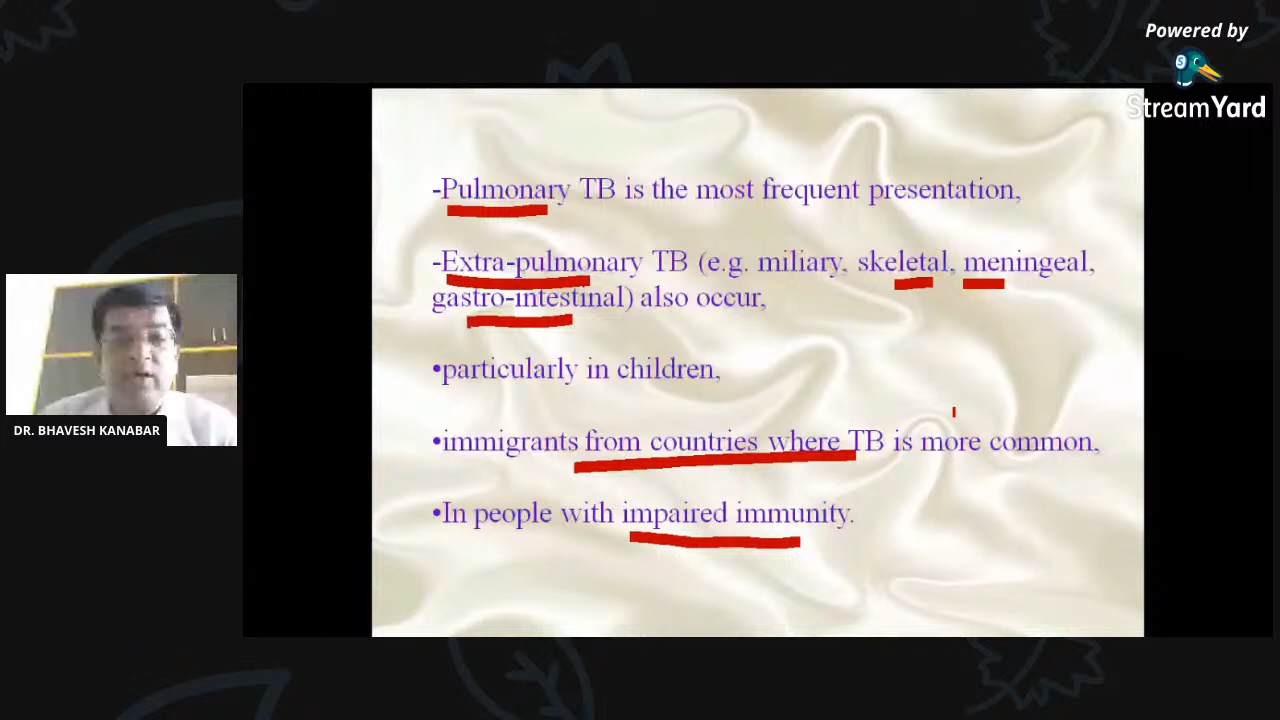 Powered by
StreamYard
-Pulmonary TB is the most frequent presentation,
-Extra-pulmonary TB (e.g. miliary, skeletal, meningeal,
gastro-intestinal) also occur,
•particularly in children,
•immigrants from countries where TB is more common,
•In people with impaired immunity.
DR. BHAVESH KANABAR